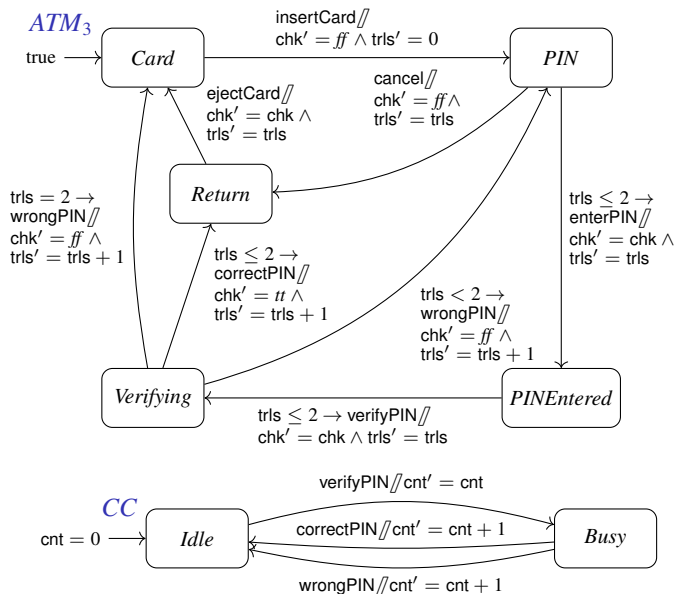 ATM₃
true
Card
insertCard⫽
chk′ = ff ∧ trls′ = 0
PIN
ejectCard⫽
chk′ = chk ∧
trls′ = trls
cancel⫽
chk′ = ff∧
trls′ = trls
Return
trls = 2 →
wrongPIN⫽
chk′ = ff ∧
trls′ = trls + 1
trls ≤ 2 →
correctPIN⫽
chk′ = tt ∧
trls′ = trls + 1
trls < 2 →
wrongPIN⫽
chk′ = ff ∧
trls′ = trls + 1
trls ≤ 2 →
enterPIN⫽
chk′ = chk ∧
trls′ = trls
Verifying
trls ≤ 2 → verifyPIN⫽
chk′ = chk ∧ trls′ = trls
PINEntered
CC
cnt = 0
Idle
verifyPIN⫽cnt′ = cnt
correctPIN⫽cnt′ = cnt + 1
wrongPIN⫽cnt′ = cnt + 1
Busy